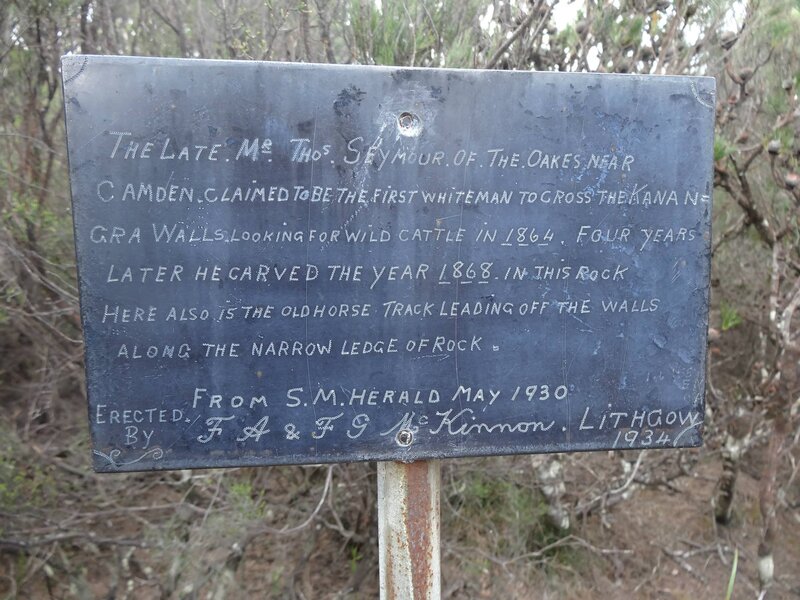 THE LATE. MR. THOS. SEYMOUR. OF. THE. OAKES NEAR
CAMDEN. CLAIMED TO BE THE FIRST WHITEMAN TO CROSS THE KANAN=
GRA WALLS. LOOKING FOR WILD CATTLE IN 1864. FOUR YEARS
LATER HE CARVED THE YEAR 1868. IN THIS ROCK
HERE ALSO IS THE OLD HORSE TRACK LEADING OFF THE WALLS
ALONG THE NARROW LEDGE OF ROCK.
FROM S.M. HERALD MAY 1930
ERECTED. BY F A & F G McKinnon. LITHGOW
1934